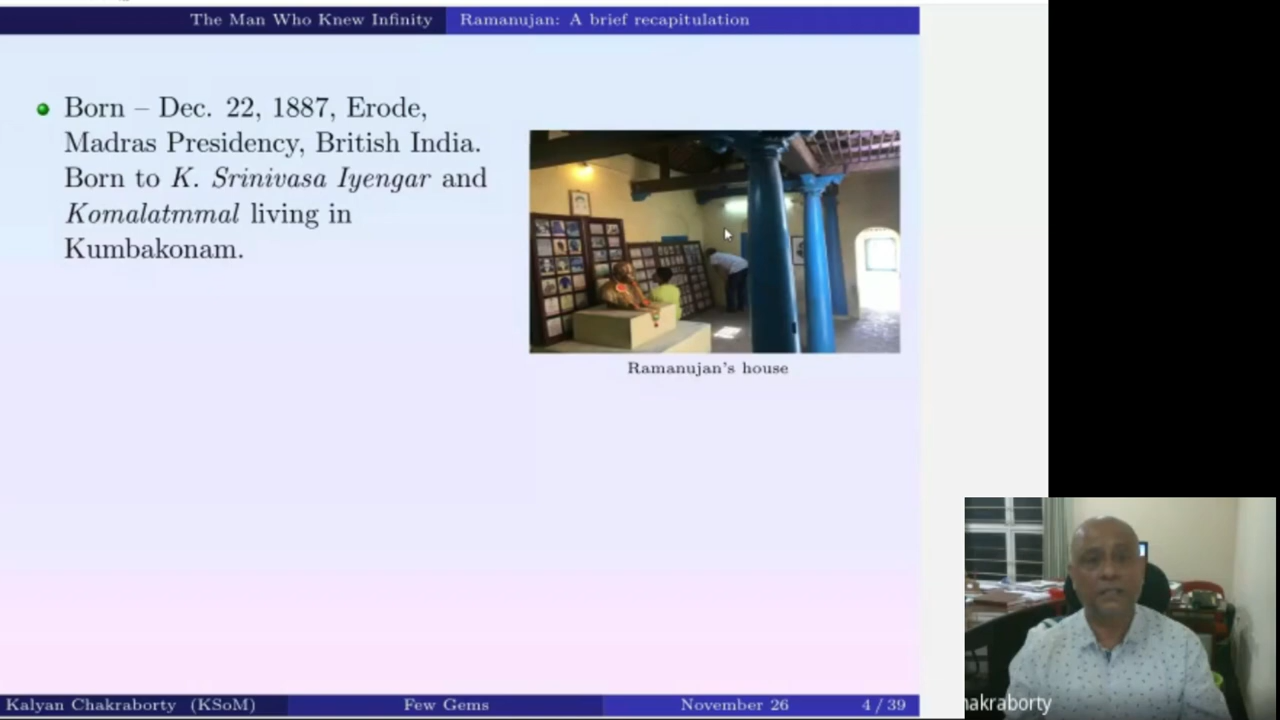 The Man Who Knew Infinity
Ramanujan: A brief recapitulation
Born – Dec. 22, 1887, Erode,
Madras Presidency, British India.
Born to K. Srinivasa Iyengar and
Komalatmmal living in
Kumbakonam.
Ramanujan's house
Kalyan Chakraborty (KSoM)
Few Gems
November 26
4 / 39
hakraborty